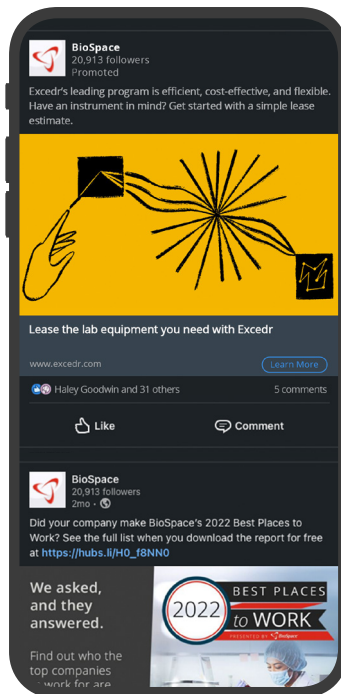 BioSpace
20,913 followers
Promoted
Excedr's leading program is efficient, cost-effective, and flexible.
Have an instrument in mind? Get started with a simple lease
estimate.
Lease the lab equipment you need with Excedr
www.excedr.com
Learn More
Haley Goodwin and 31 others
5 comments
Like
Comment
BioSpace
20,913 followers
2mo •
Did your company make BioSpace's 2022 Best Places to
Work? See the full list when you download the report for free
at https://hubs.li/H0_f8NN0
We asked,
and they
answered.
Find out who the
top companies
to work for are
2022
BEST PLACES
to WORK
PRESENTED BY BioSpace